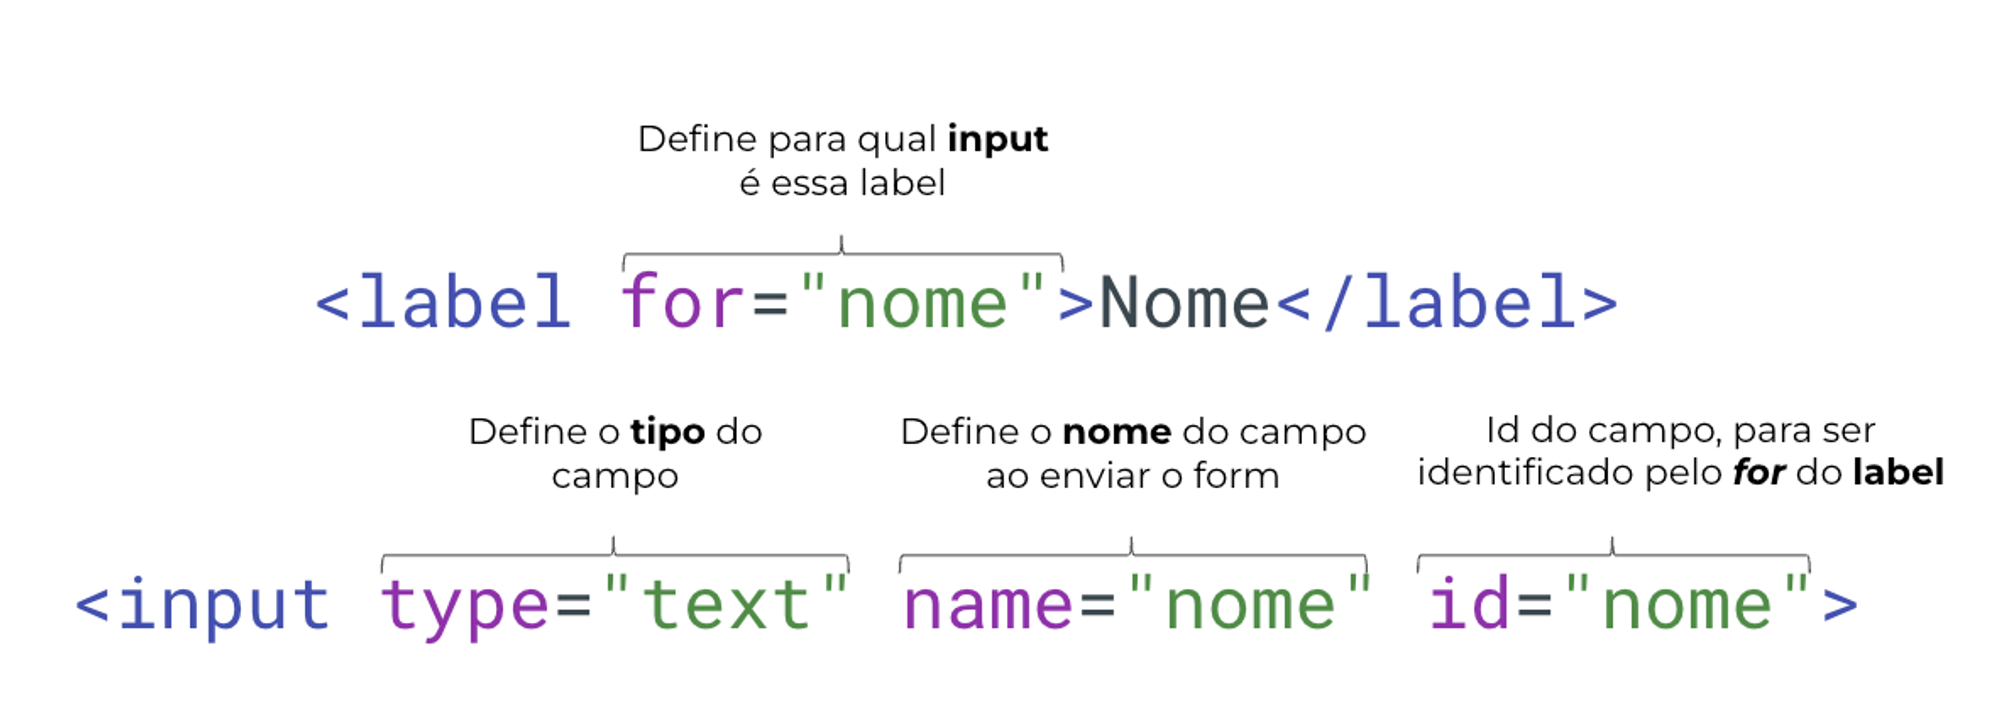 Define para qual input
é essa label
<label for="nome">Nome</label>
Define o tipo do
campo
Define o nome do campo
ao enviar o form
Id do campo, para ser
identificado pelo for do label
<input type="text" name="nome" id="nome">